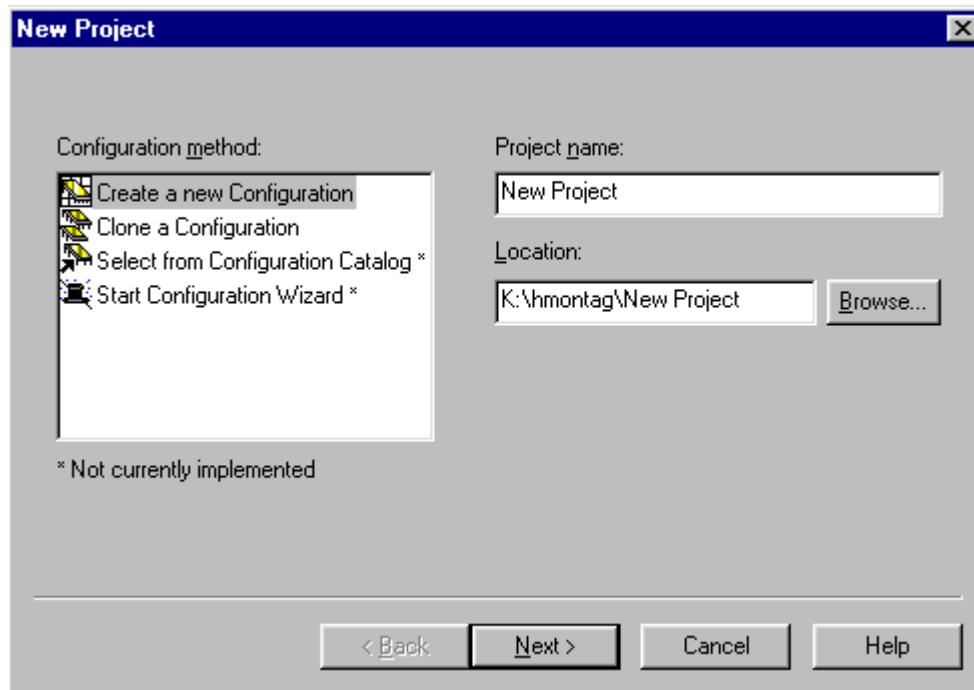 New Project
Configuration method:
Create a new Configuration
Clone a Configuration
Select from Configuration Catalog *
Start Configuration Wizard *
* Not currently implemented
Project name:
New Project
Location:
K:\hmontag\New Project
Browse...
< Back
Next >
Cancel
Help